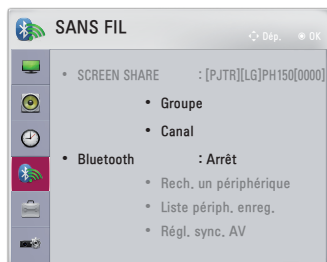 SANS FIL
Dép. OK
• SCREEN SHARE : [PJTR][LG]PH150[0000]
• Groupe
• Canal
• Bluetooth : Arrêt
• Rech. un périphérique
• Liste périph. enreg.
• Régl. sync. AV